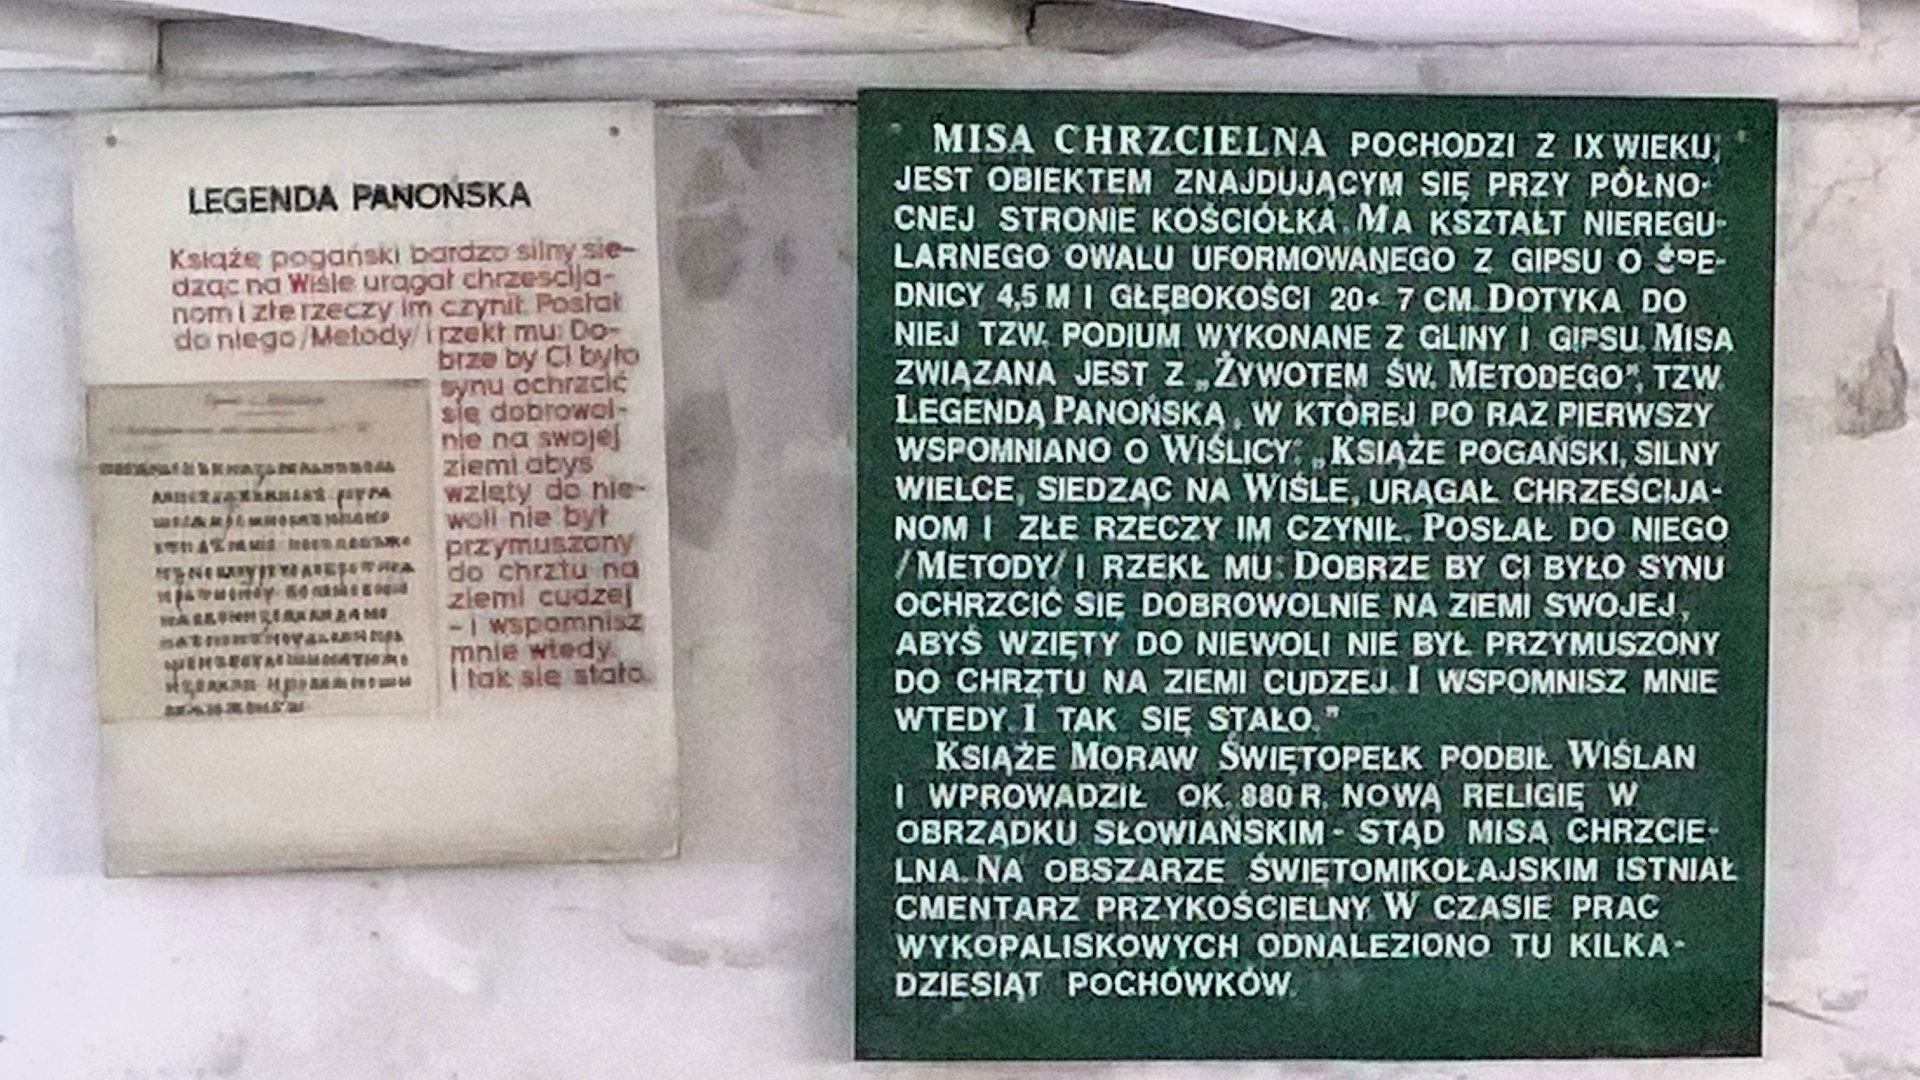 LEGENDA PANOŃSKA
Książę pogański bardzo silny sie-
dząc na Wiśle urągał chrześcija-
nom i złe rzeczy im czynił. Posłał
do niego /Metody/ i rzekł mu: Do-
brze by Ci było
synu ochrzcić
się dobrowol-
nie na swojej
ziemi abyś
wzięty do nie-
woli nie był
przymuszony
do chrztu na
ziemi cudzej
- i wspomnisz
mnie wtedy.
I tak się stało.
MISA CHRZCIELNA POCHODZI Z IX WIEKU,
JEST OBIEKTEM ZNAJDUJĄCYM SIĘ PRZY PÓŁNO-
CNEJ STRONIE KOŚCIÓŁKA. MA KSZTAŁT NIEREGU-
LARNEGO OWALU UFORMOWANEGO Z GIPSU O ŚRE-
DNICY 4,5 M I GŁĘBOKOŚCI 20< 7 CM. DOTYKA DO
NIEJ TZW. PODIUM WYKONANE Z GLINY I GIPSU. MISA
ZWIĄZANA JEST Z „ŻYWOTEM ŚW. METODEGO”, TZW.
LEGENDĄ PANOŃSKĄ, W KTÓREJ PO RAZ PIERWSZY
WSPOMNIANO O WIŚLICY: „KSIĄŻE POGAŃSKI, SILNY
WIELCE, SIEDZĄC NA WIŚLE, URAGAŁ CHRZEŚCIJA-
NOM I ZŁE RZECZY IM CZYNIŁ. POSŁAŁ DO NIEGO
/METODY/ I RZEKŁ MU: DOBRZE BY CI BYŁO SYNU
OCHRZCIĆ SIĘ DOBROWOLNIE NA ZIEMI SWOJEJ,
ABYŚ WZIĘTY DO NIEWOLI NIE BYŁ PRZYMUSZONY
DO CHRZTU NA ZIEMI CUDZEJ. I WSPOMNISZ MNIE
WTEDY. I TAK SIĘ STAŁO.”
KSIĄŻE MORAW ŚWIĘTOPEŁK PODBIŁ WIŚLAN
I WPROWADZIŁ OK. 880 R. NOWĄ RELIGIĘ W
OBRZĄDKU SŁOWIAŃSKIM - STĄD MISA CHRZCIE-
LNA. NA OBSZARZE ŚWIĘTOMIKOŁAJSKIM ISTNIAŁ
CMENTARZ PRZYKOŚCIELNY. W CZASIE PRAC
WYKOPALISKOWYCH ODNALEZIONO TU KILKA-
DZIESIĄT POCHÓWKÓW.